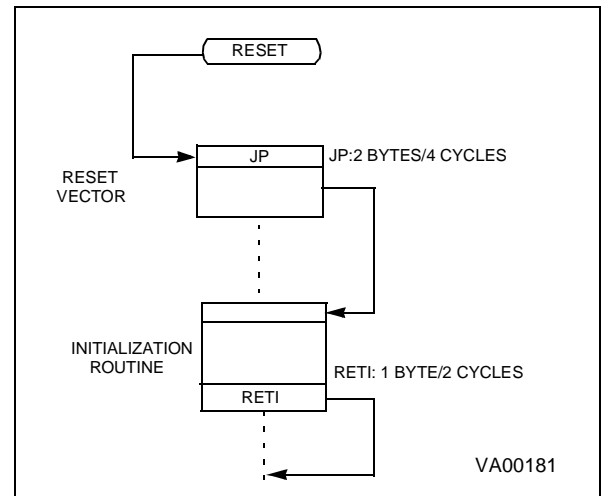 RESET
JP
JP:2 BYTES/4 CYCLES
RESET
VECTOR
INITIALIZATION
ROUTINE
RETI: 1 BYTE/2 CYCLES
RETI
VA00181